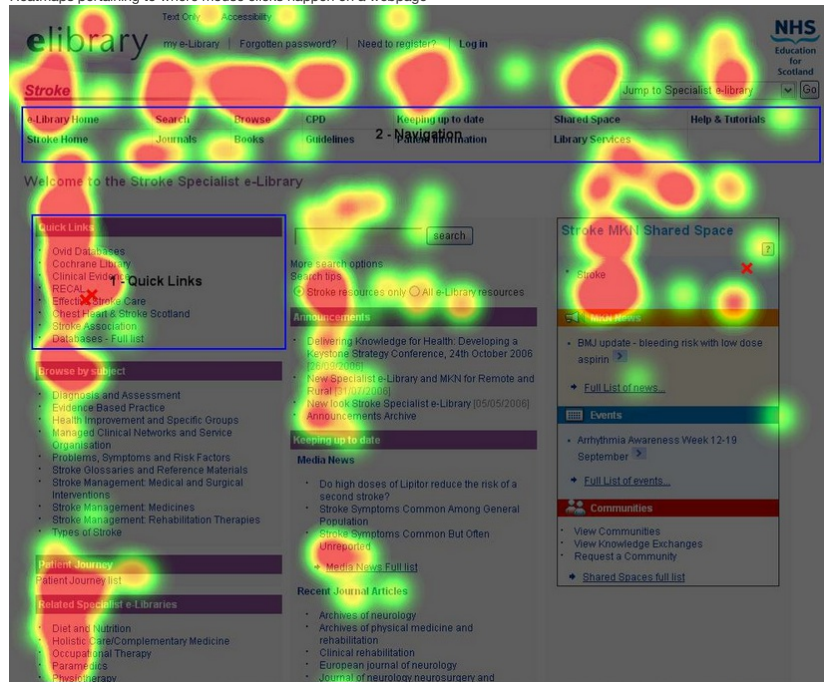 Heatmaps pertaining to where mouse clicks happen on a webpage
Text Only Accessibility
elibrary
my e-Library | Forgotten password? | Need to register? | Log in
NHS
Education
for
Scotland
Stroke
Jump to Specialist e-library Go
e-Library Home Search Browse CPD Keeping up to date Shared Space Help & Tutorials
Stroke Home Journals Books Guidelines Patient Information Library Services
2 - Navigation
Welcome to the Stroke Specialist e-Library
Quick Links
Ovid Databases
Cochrane Library
Clinical Evidence
RECAL
Effective Stroke Care
Chest Heart & Stroke Scotland
Stroke Association
Databases - Full list
1 - Quick Links
Browse by subject
Diagnosis and Assessment
Evidence Based Practice
Health Improvement and Specific Groups
Managed Clinical Networks and Service
Organisation
Problems, Symptoms and Risk Factors
Stroke Glossaries and Reference Materials
Stroke Management: Medical and Surgical
Interventions
Stroke Management: Medicines
Stroke Management: Rehabilitation Therapies
Types of Stroke
Patient Journey
Patient Journey list
Related Specialist e-Libraries
Diet and Nutrition
Holistic Care/Complementary Medicine
Occupational Therapy
Paramedics
Physiotherapy
search
More search options
Search tips
Stroke resources only All e-Library resources
Announcements
Delivering Knowledge for Health: Developing a
Keystone Strategy Conference, 24th October 2006
[26/09/2006]
New Specialist e-Library and MKN for Remote and
Rural [31/07/2006]
New look Stroke Specialist e-Library [05/05/2006]
Announcements Archive
Keeping up to date
Media News
Do high doses of Lipitor reduce the risk of a
second stroke?
Stroke Symptoms Common Among General
Population
Stroke Symptoms Common But Often
Unreported
Media News Full list
Recent Journal Articles
Archives of neurology
Archives of physical medicine and
rehabilitation
Clinical rehabilitation
European journal of neurology
Journal of neurology neurosurgery and
Stroke MKN Shared Space
?
Stroke
MKN News
BMJ update - bleeding risk with low dose
aspirin
Full List of news...
Events
Arrhythmia Awareness Week 12-19
September
Full List of events...
Communities
View Communities
View Knowledge Exchanges
Request a Community
Shared Spaces full list